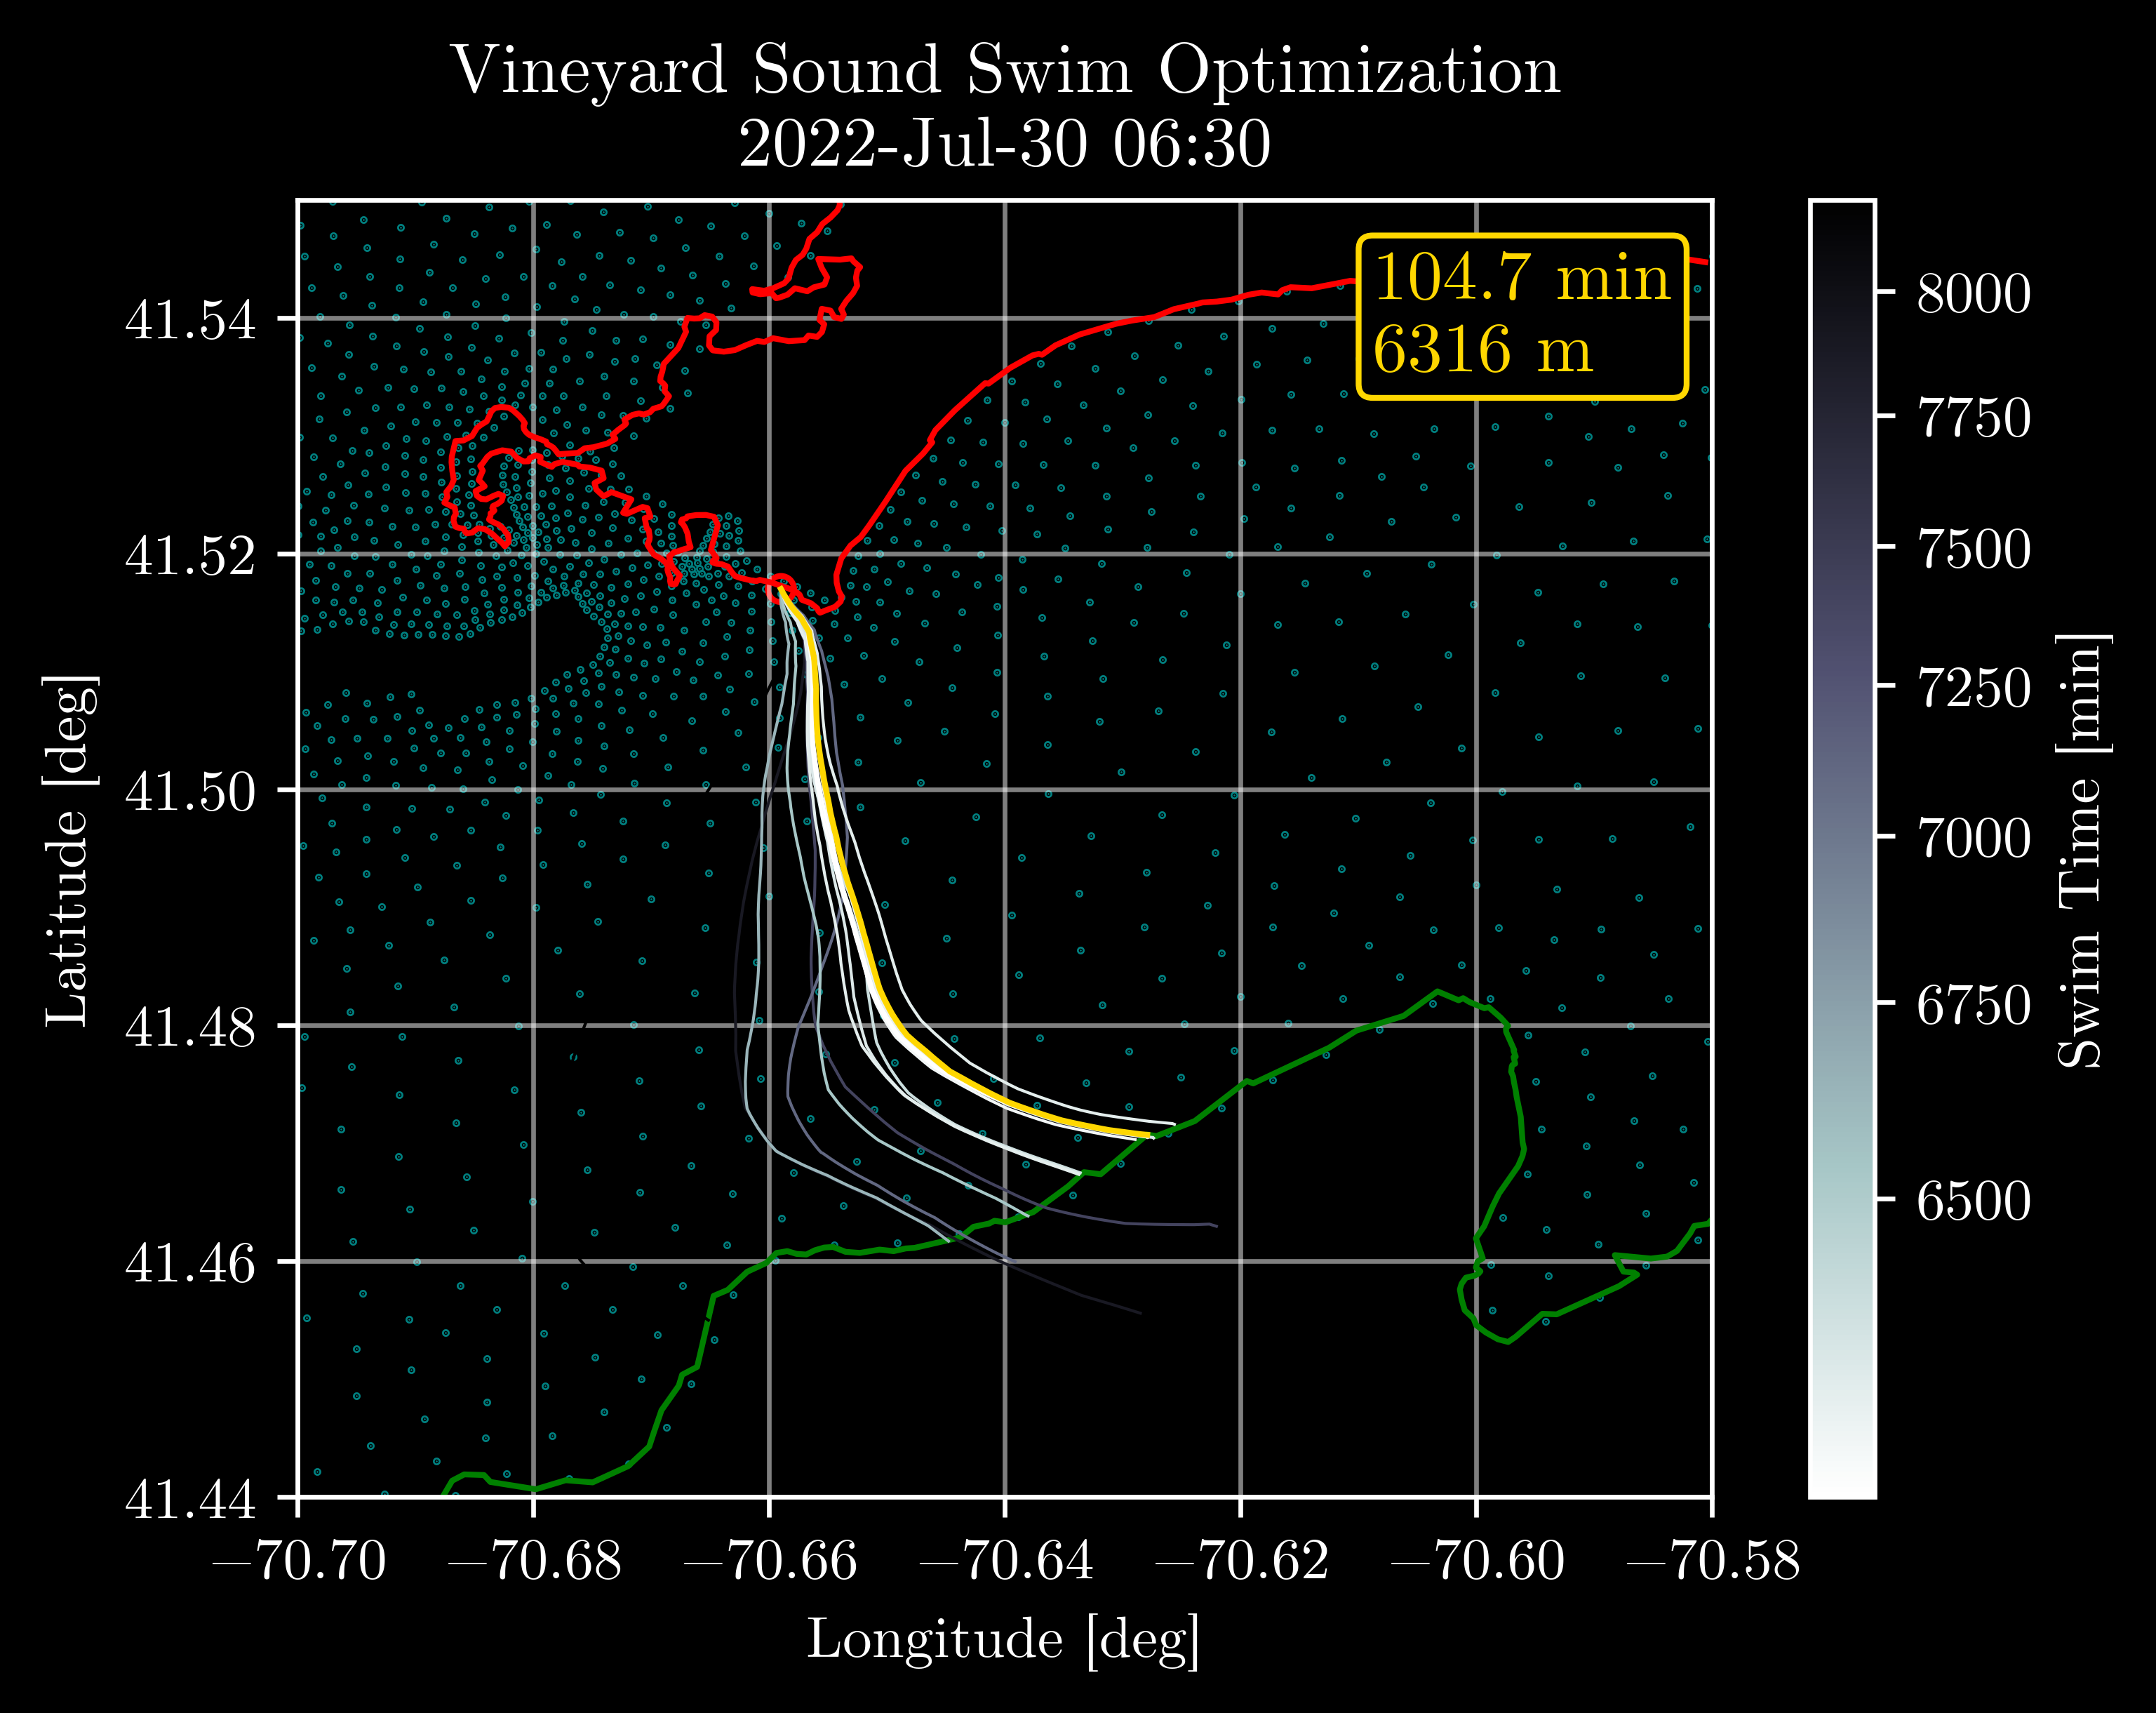 Vineyard Sound Swim Optimization
2022-Jul-30 06:30
104.7 min
6316 m
41.54
41.52
41.50
41.48
41.46
41.44
Latitude [deg]
−70.70 −70.68 −70.66 −70.64 −70.62 −70.60 −70.58
Longitude [deg]
8000
7750
7500
7250
7000
6750
6500
Swim Time [min]